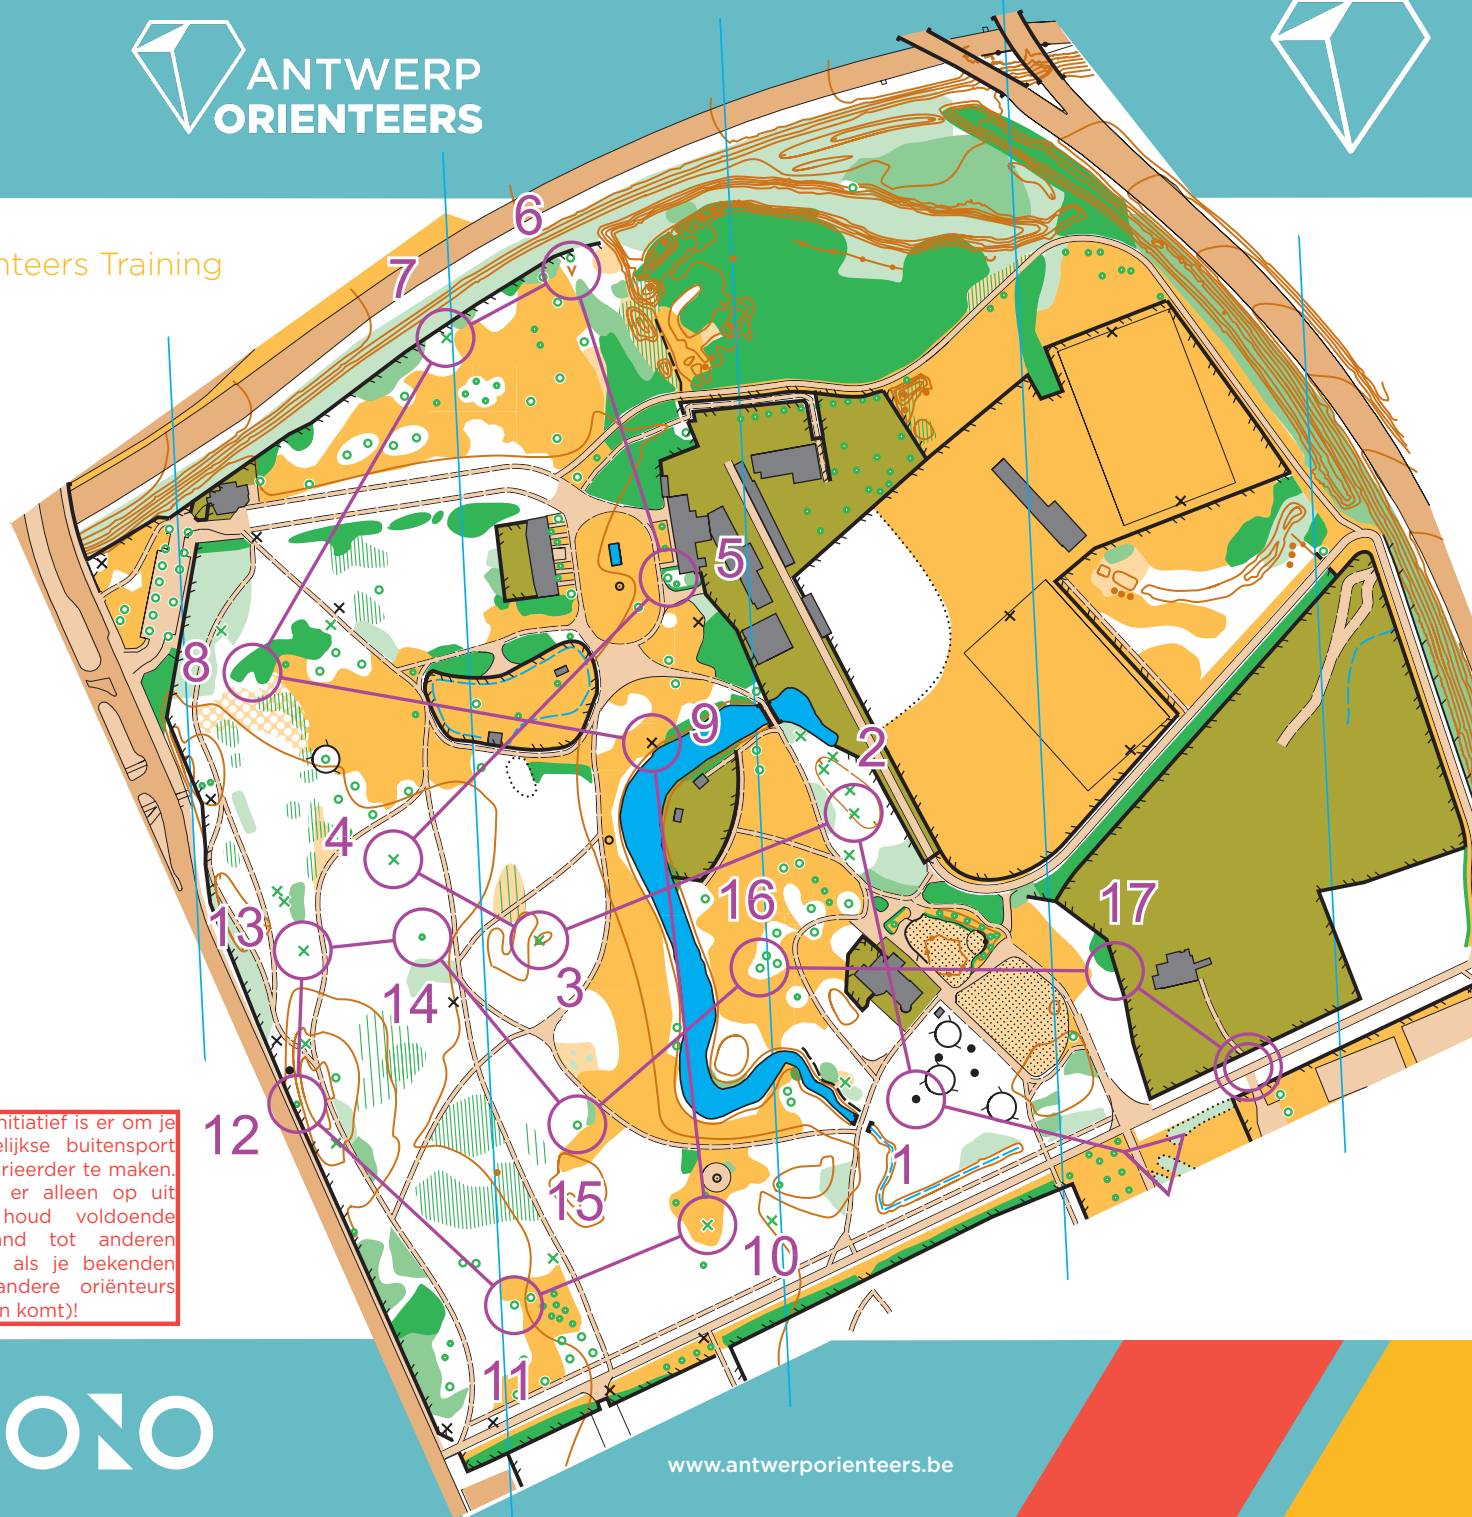 ANTWERP
ORIENTEERS
nteers Training
6
7
5
8
9
2
4
16
17
13
3
14
12
1
15
10
11
nitiatief is er om je
elijkse buitensport
rieerder te maken.
er alleen op uit
houd voldoende
and tot anderen
als je bekenden
andere oriënteurs
n komt)!
www.antwerporienteers.be